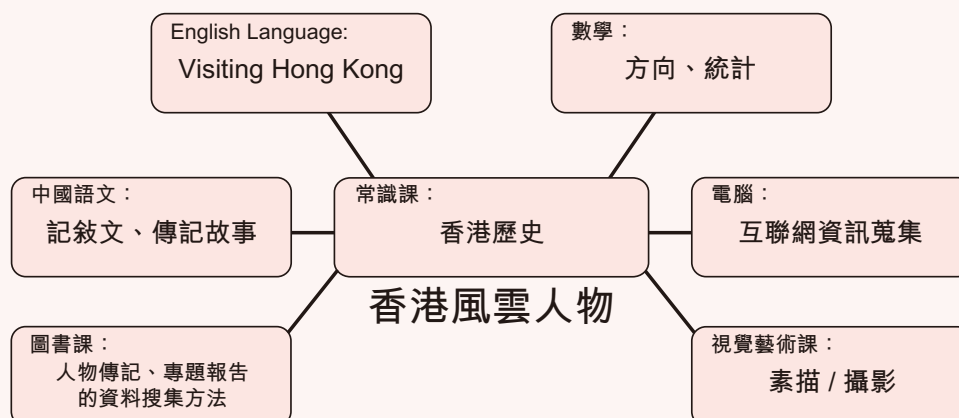 English Language:
Visiting Hong Kong
數學：
方向、統計
中國語文：
記敍文、傳記故事
常識課：
香港歷史
電腦：
互聯網資訊蒐集
香港風雲人物
圖書課：
人物傳記、專題報告
的資料搜集方法
視覺藝術課：
素描 / 攝影